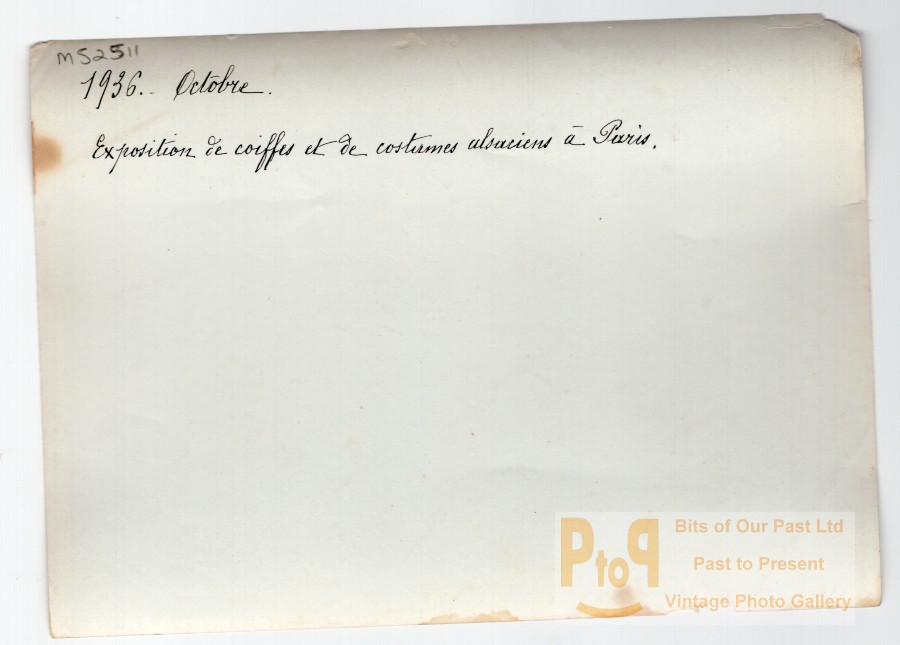 M52511
1936.. Octobre.
Exposition de coiffes et de costumes alsaciens à Paris.
PtoP
Bits of Our Past Ltd
Past to Present
Vintage Photo Gallery